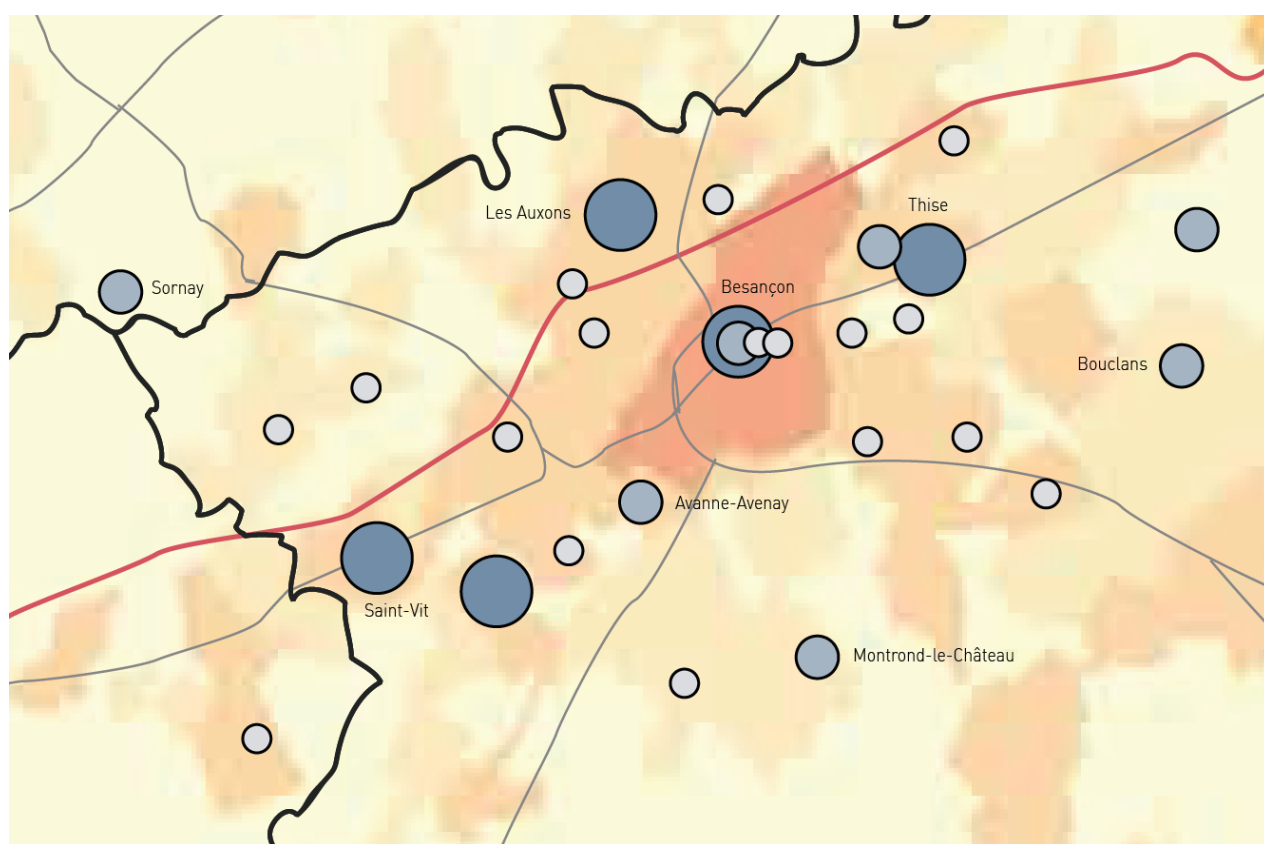 Thise
Les Auxons
Besançon
Sornay
Bouclans
Avanne-Avenay
Saint-Vit
Montrond-le-Château